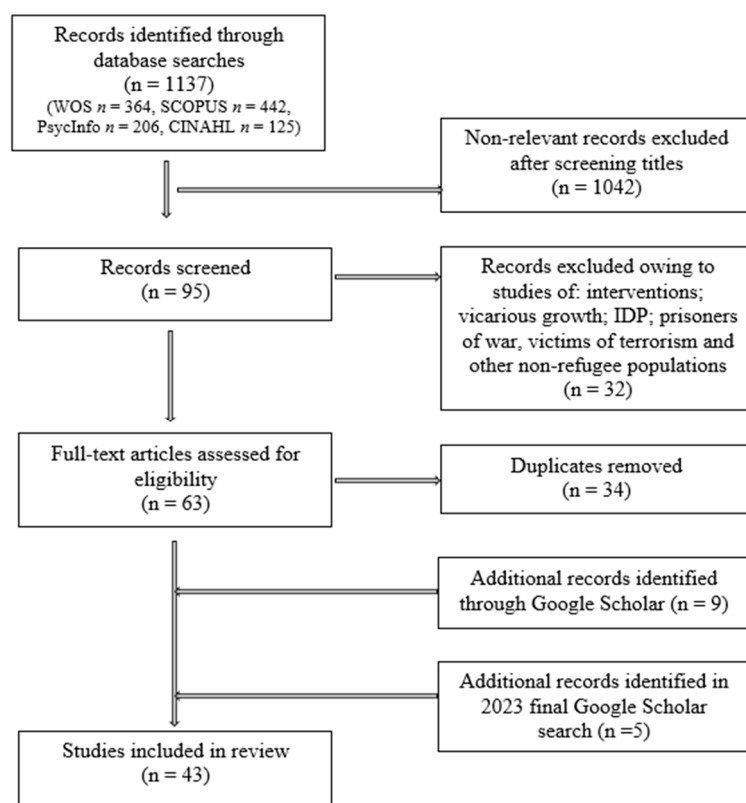 Records identified through
database searches
(n = 1137)
(WOS n = 364, SCOPUS n = 442,
PsycInfo n = 206, CINAHL n = 125)
Non-relevant records excluded
after screening titles
(n = 1042)
Records screened
(n = 95)
Records excluded owing to
studies of: interventions;
vicarious growth; IDP; prisoners
of war, victims of terrorism and
other non-refugee populations
(n = 32)
Full-text articles assessed for
eligibility
(n = 63)
Duplicates removed
(n = 34)
Additional records identified
through Google Scholar (n = 9)
Additional records identified in
2023 final Google Scholar
search (n =5)
Studies included in review
(n = 43)